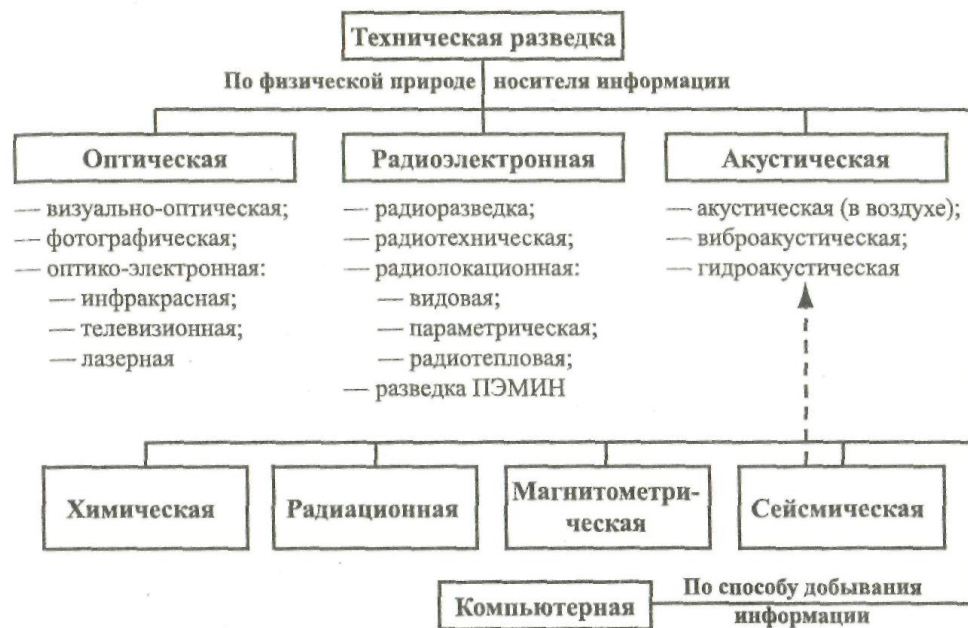 Техническая разведка
По физической природе носителя информации
Оптическая
— визуально-оптическая;
— фотографическая;
— оптико-электронная:
— инфракрасная;
— телевизионная;
— лазерная
Радиоэлектронная
— радиоразведка;
— радиотехническая;
— радиолокационная:
— видовая;
— параметрическая;
— радиотепловая;
— разведка ПЭМИН
Акустическая
— акустическая (в воздухе);
— виброакустическая;
— гидроакустическая
Химическая
Радиационная
Магнитометри-
ческая
Сейсмическая
Компьютерная
По способу добывания
информации